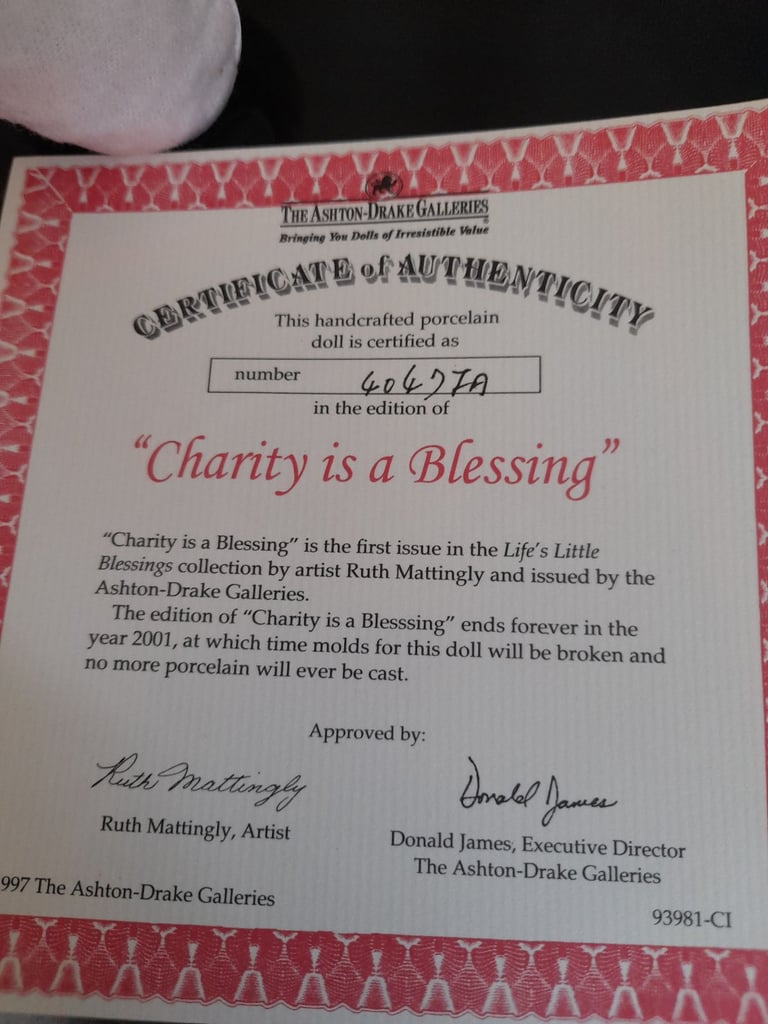 THE ASHTON-DRAKE GALLERIES
Bringing You Dolls of Irresistible Value
CERTIFICATE of AUTHENTICITY
This handcrafted porcelain
doll is certified as
number 4047IA
in the edition of
“Charity is a Blessing”
“Charity is a Blessing” is the first issue in the Life’s Little
Blessings collection by artist Ruth Mattingly and issued by the
Ashton-Drake Galleries.
The edition of “Charity is a Blesssing” ends forever in the
year 2001, at which time molds for this doll will be broken and
no more porcelain will ever be cast.
Approved by:
Ruth Mattingly Donald James
Ruth Mattingly, Artist Donald James, Executive Director
The Ashton-Drake Galleries
997 The Ashton-Drake Galleries
93981-CI